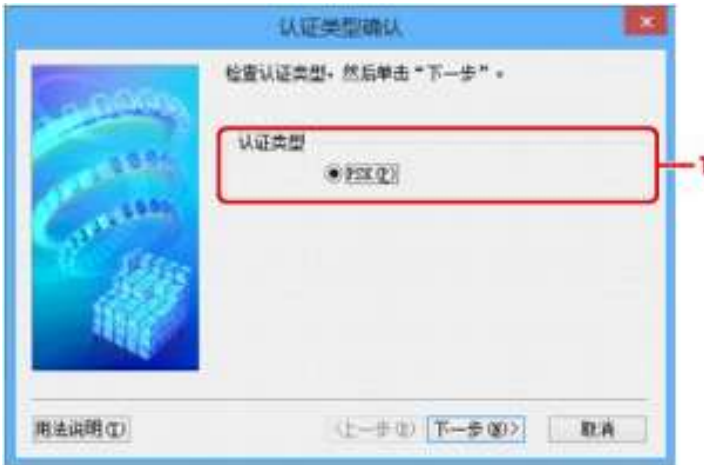 认证类型确认
检查认证类型，然后单击“下一步”。
认证类型
PSK(P)
1
用法说明(I) <上一步(B) 下一步(N)> 取消